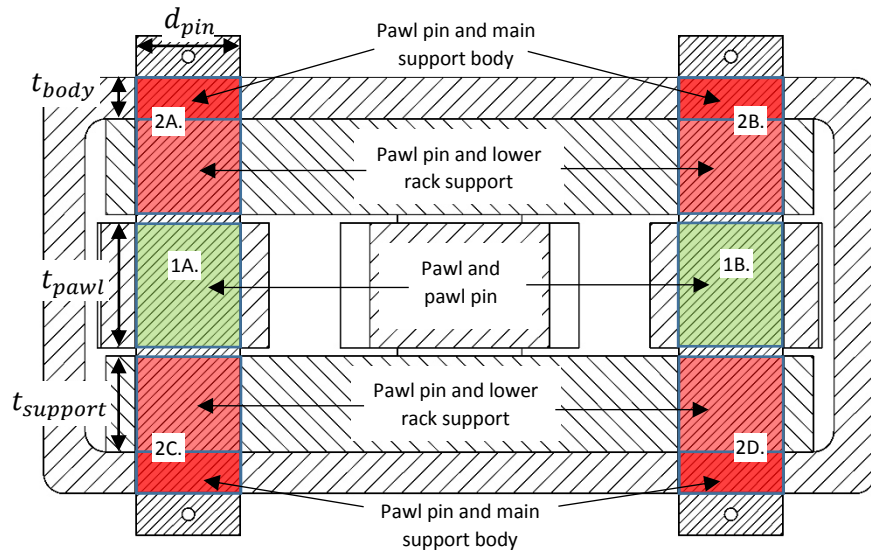 d_pin
Pawl pin and main
support body
t_body
2A.
2B.
Pawl pin and lower
rack support
1A.
1B.
t_pawl
Pawl and
pawl pin
Pawl pin and lower
rack support
t_support
2C.
2D.
Pawl pin and main
support body